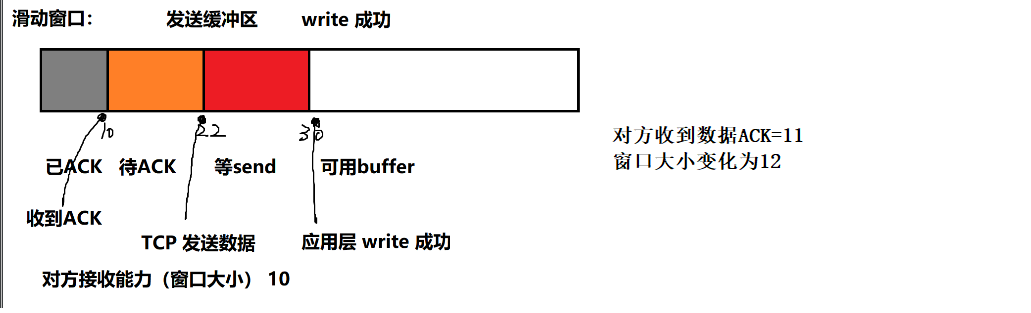 滑动窗口： 发送缓冲区 write 成功
10 22 30
已ACK 待ACK 等send 可用buffer
收到ACK
TCP 发送数据 应用层 write 成功
对方接收能力（窗口大小） 10
对方收到数据ACK=11
窗口大小变化为12